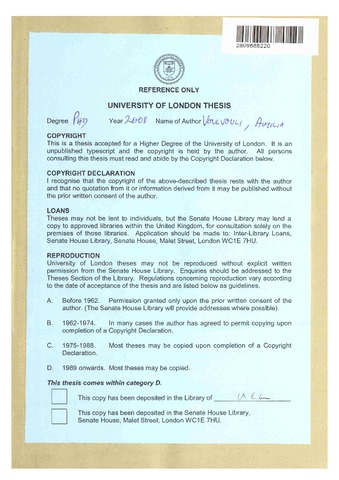 2809688220
REFERENCE ONLY
UNIVERSITY OF LONDON THESIS
Degree PhD Year 2008 Name of Author
COPYRIGHT
This is a thesis accepted for a Higher Degree of the University of London. It is an
unpublished typescript and the copyright is held by the author. All persons
consulting this thesis must read and abide by the Copyright Declaration below.
COPYRIGHT DECLARATION
I recognise that the copyright of the above-described thesis rests with the author
and that no quotation from it or information derived from it may be published without
the prior written consent of the author.
LOANS
Theses may not be lent to individuals, but the Senate House Library may lend a
copy to approved libraries within the United Kingdom, for consultation solely on the
premises of those libraries. Application should be made to: Inter-Library Loans,
Senate House Library, Senate House, Malet Street, London WC1E 7HU.
REPRODUCTION
University of London theses may not be reproduced without explicit written
permission from the Senate House Library. Enquiries should be addressed to the
Theses Section of the Library. Regulations concerning reproduction vary according
to the date of acceptance of the thesis and are listed below as guidelines.
A. Before 1962. Permission granted only upon the prior written consent of the
author. (The Senate House Library will provide addresses where possible).
B. 1962-1974. In many cases the author has agreed to permit copying upon
completion of a Copyright Declaration.
C. 1975-1988. Most theses may be copied upon completion of a Copyright
Declaration.
D. 1989 onwards. Most theses may be copied.
This thesis comes within category D.
This copy has been deposited in the Library of UCL
This copy has been deposited in the Senate House Library,
Senate House, Malet Street, London WC1E 7HU.